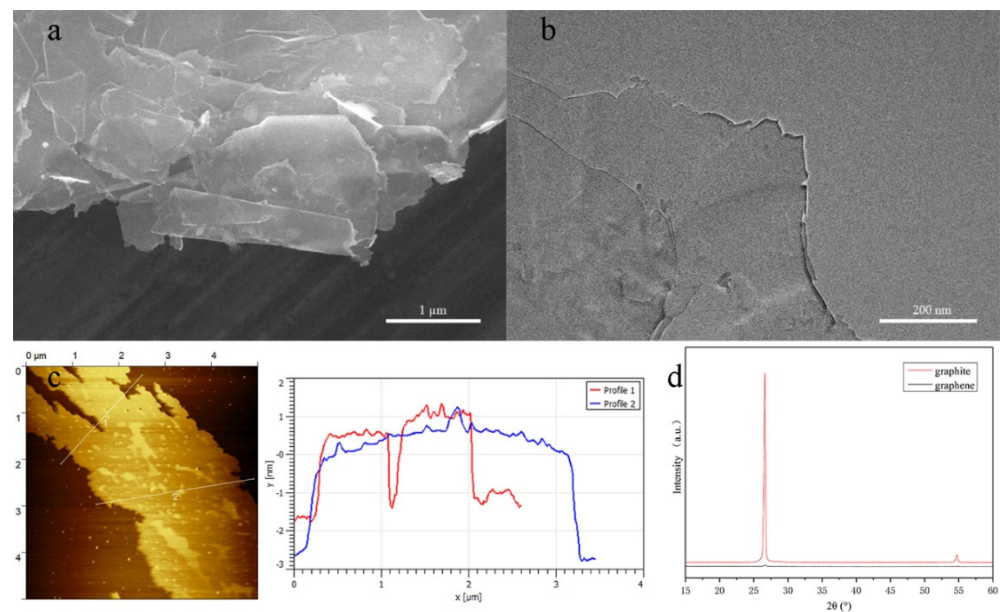 a
1 µm
b
200 nm
0 µm 1 2 3 4
0
1
2
3
4
c
1
2
Profile 1
Profile 2
1
-0
-1
-2
-3
y [nm]
0 1 2 3 4
x [µm]
d
graphite
graphene
Intensity (a.u.)
15 20 25 30 35 40 45 50 55 60
2θ (°)